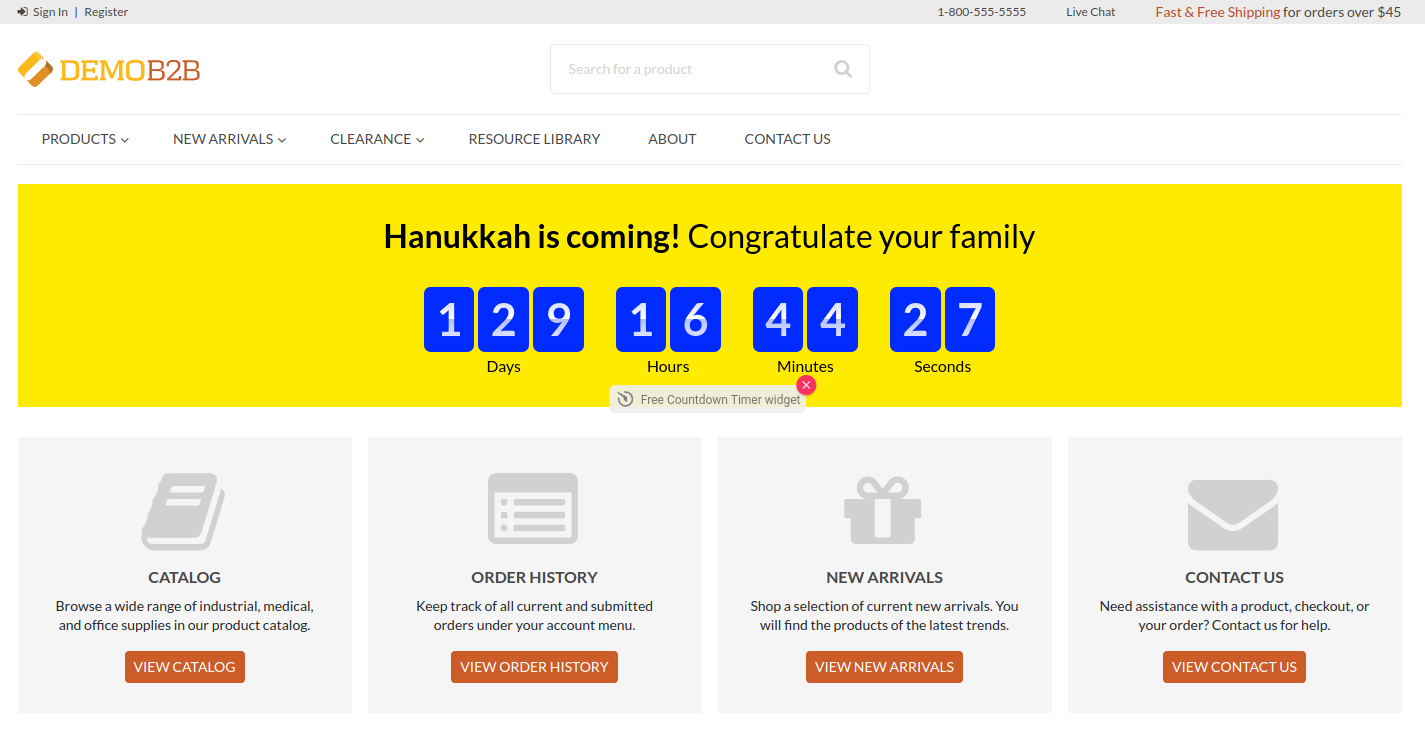 Sign In | Register
1-800-555-5555
Live Chat
Fast & Free Shipping for orders over $45
DEMOB2B
Search for a product
PRODUCTS
NEW ARRIVALS
CLEARANCE
RESOURCE LIBRARY
ABOUT
CONTACT US
Hanukkah is coming! Congratulate your family
129
16
44
27
Days
Hours
Minutes
Seconds
Free Countdown Timer widget
CATALOG
Browse a wide range of industrial, medical,
and office supplies in our product catalog.
VIEW CATALOG
ORDER HISTORY
Keep track of all current and submitted
orders under your account menu.
VIEW ORDER HISTORY
NEW ARRIVALS
Shop a selection of current new arrivals. You
will find the products of the latest trends.
VIEW NEW ARRIVALS
CONTACT US
Need assistance with a product, checkout, or
your order? Contact us for help.
VIEW CONTACT US